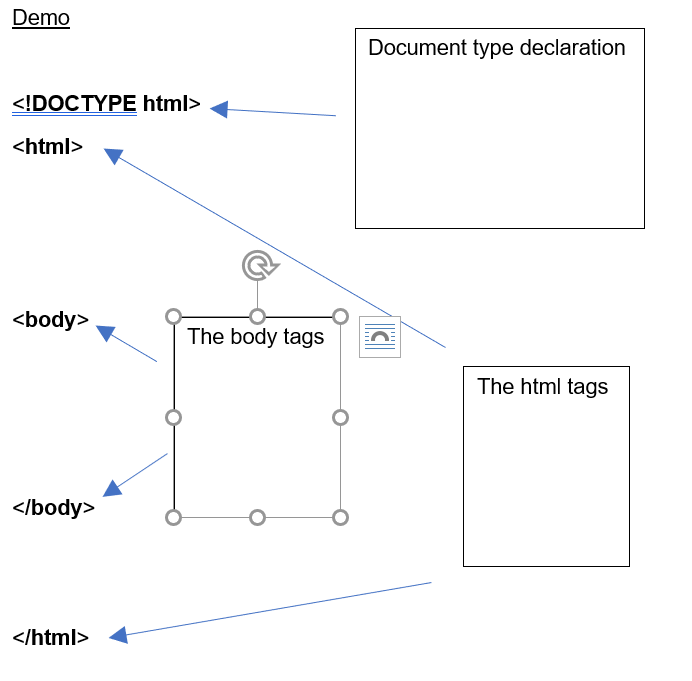 Demo
Document type declaration
<!DOCTYPE html>
<html>
<body>
The body tags
The html tags
</body>
</html>